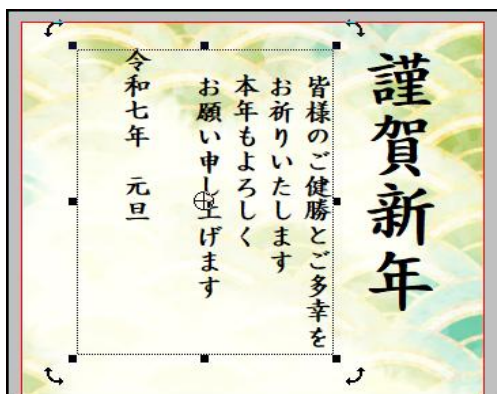 謹賀新年
皆様のご健勝とご多幸を
お祈りいたします
本年もよろしく
お願い申し上げます
令和七年　元旦